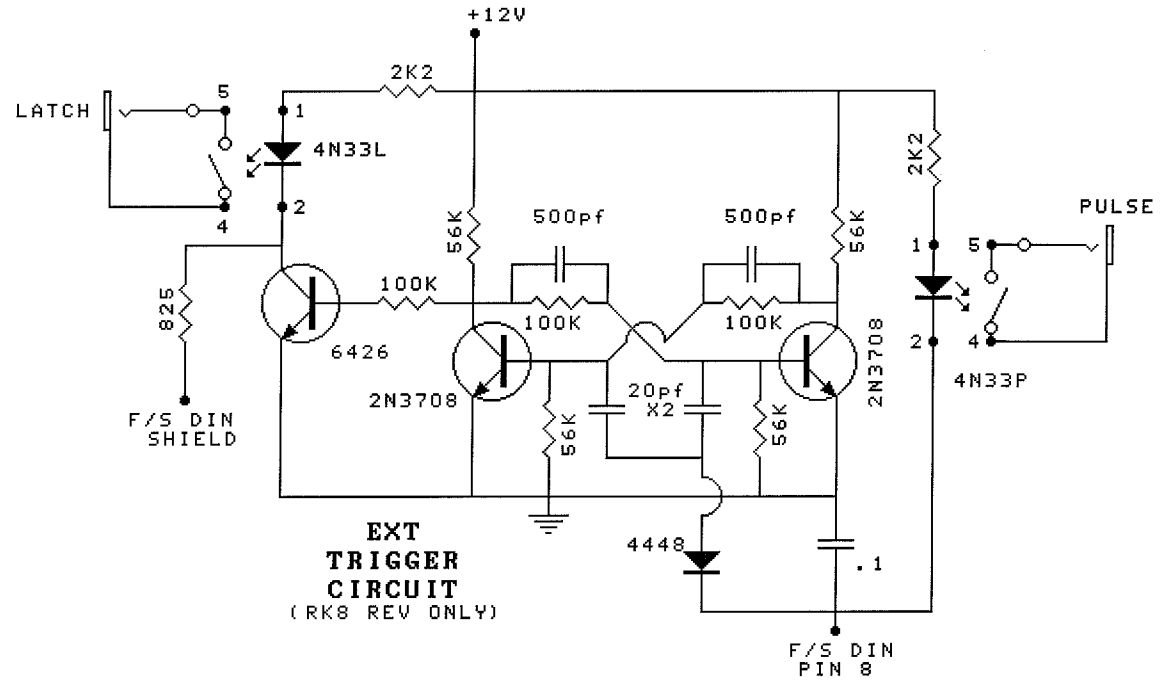 +12V
2K2
LATCH
5
1
4N33L
2K2
4
2
500pf
500pf
PULSE
56K
56K
1
5
825
100K
100K
100K
6426
2N3708
2N3708
2
4
4N33P
20pf
X2
56K
56K
F/S DIN
SHIELD
EXT
TRIGGER
CIRCUIT
(RK8 REV ONLY)
4448
.1
F/S DIN
PIN 8